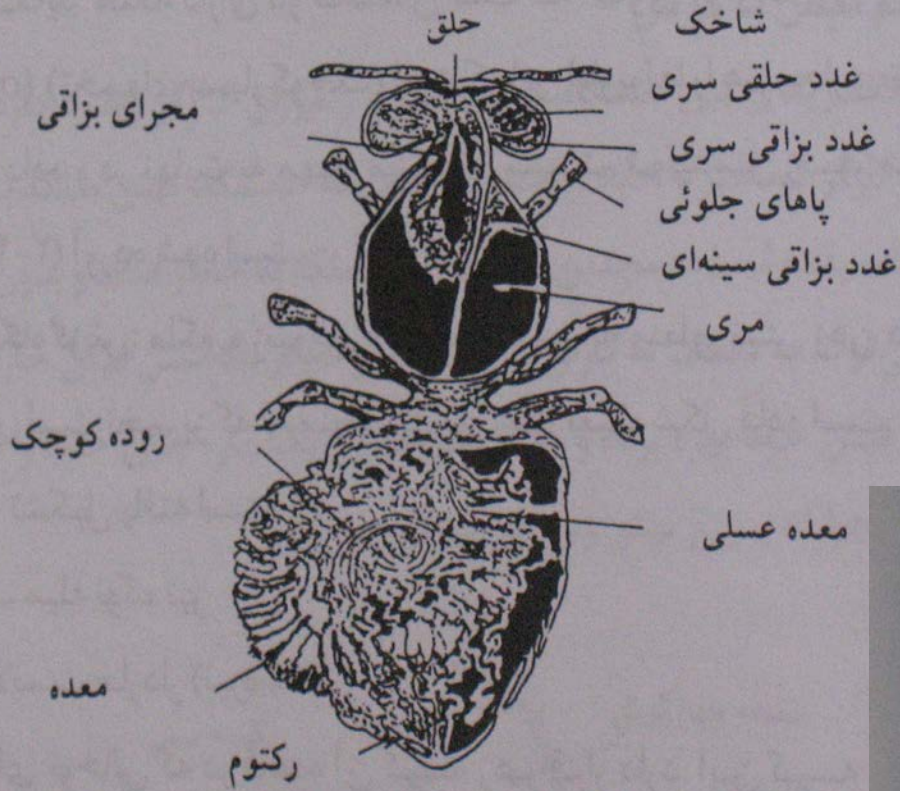 شاخک
حلق
غدد حلقی سری
مجرای بزاقی
غدد بزاقی سری
پاهای جلوئی
غدد بزاقی سینه‌ای
مری
روده کوچک
معده عسلی
معده
رکتوم